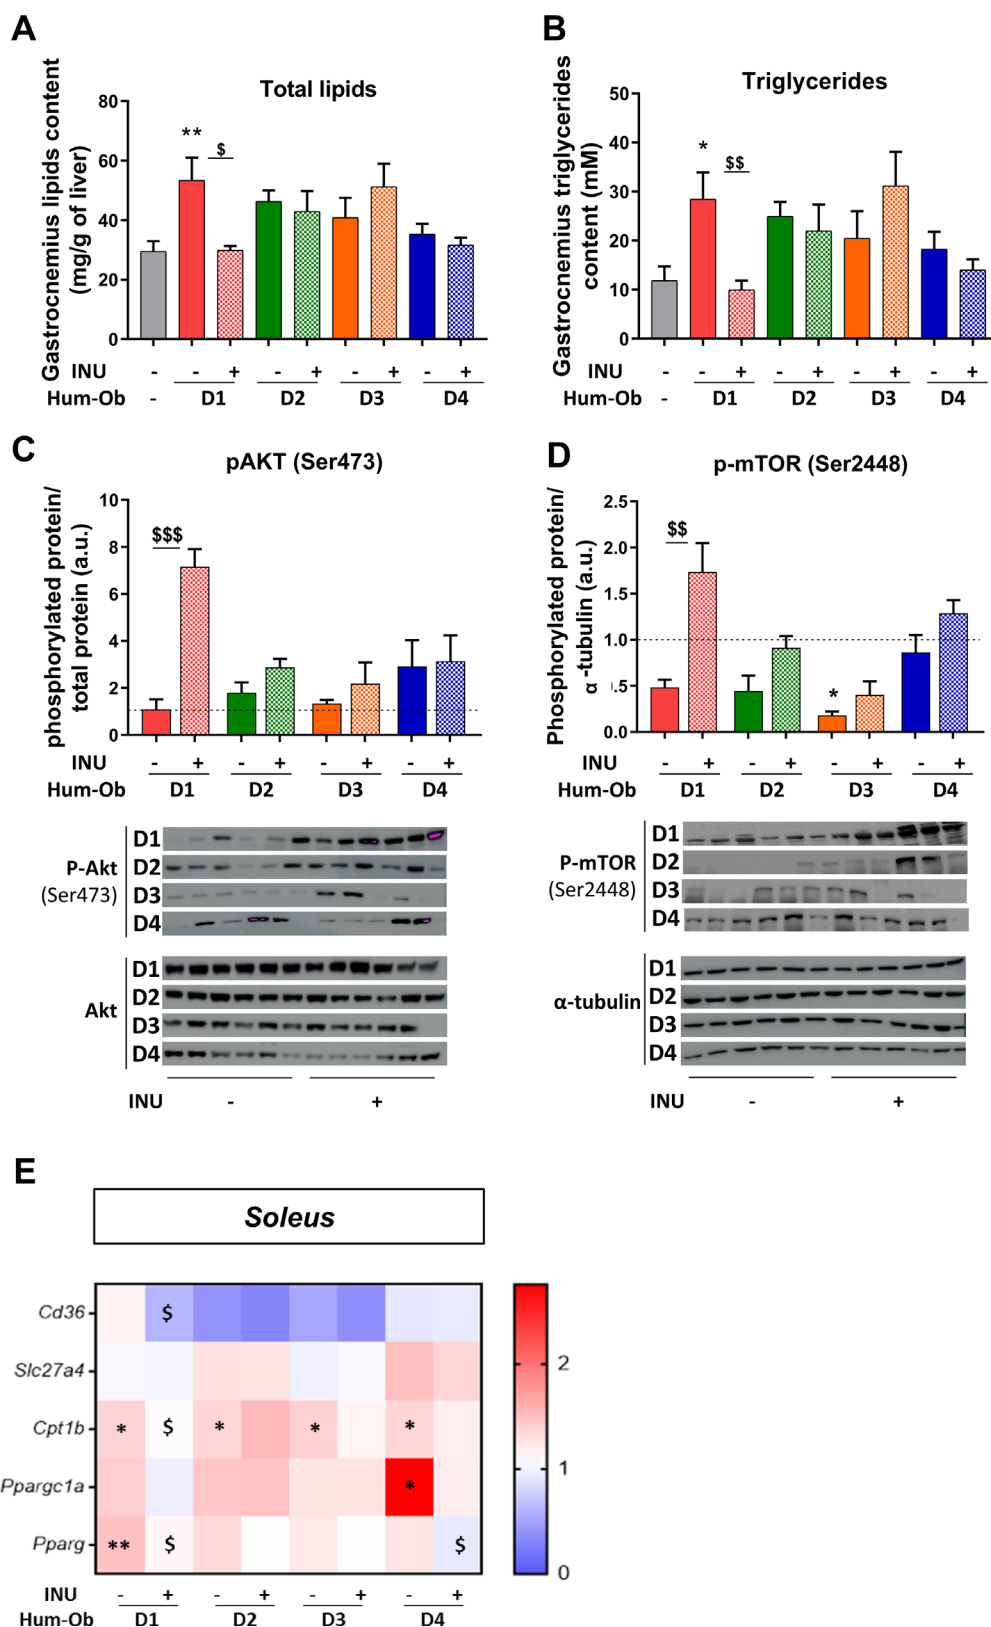 A
Total lipids
Gastrocnemius lipids content
(mg/g of liver)
80
60
40
20
0
**
$
INU - - + - + - + - +
Hum-Ob - D1 D2 D3 D4
B
Triglycerides
Gastrocnemius triglycerides
content (mM)
50
40
30
20
10
0
*
$$
INU - - + - + - + - +
Hum-Ob - D1 D2 D3 D4
C
pAKT (Ser473)
phosphorylated protein/
total protein (a.u.)
10
8
6
4
2
0
$$$
INU - + - + - + - +
Hum-Ob D1 D2 D3 D4
P-Akt
(Ser473)
D1
D2
D3
D4
Akt
D1
D2
D3
D4
INU - +
D
p-mTOR (Ser2448)
Phosphorylated protein/
α -tubulin (a.u.)
2.5
2.0
1.5
1.0
.5
.0
$$
*
INU - + - + - + - +
Hum-Ob D1 D2 D3 D4
P-mTOR
(Ser2448)
D1
D2
D3
D4
α-tubulin
D1
D2
D3
D4
INU - +
E
Soleus
Cd36 $
Slc27a4
Cpt1b * $ * * *
Ppargc1a *
Pparg ** $ $
2
1
0
INU - + - + - + - +
Hum-Ob D1 D2 D3 D4